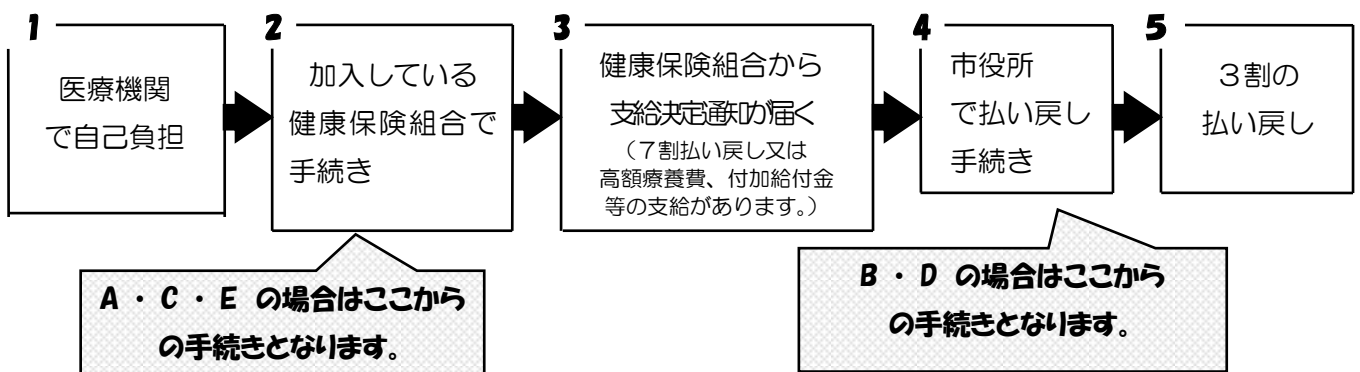 1
医療機関
で自己負担
2
加入している
健康保険組合で
手続き
3
健康保険組合から
支給決定通知が届く
（７割払い戻し又は
高額療養費、付加給付金
等の支給があります。）
4
市役所
で払い戻し
手続き
5
３割の
払い戻し
A ・ C ・ E の場合はここから
の手続きとなります。
B ・ D の場合はここから
の手続きとなります。